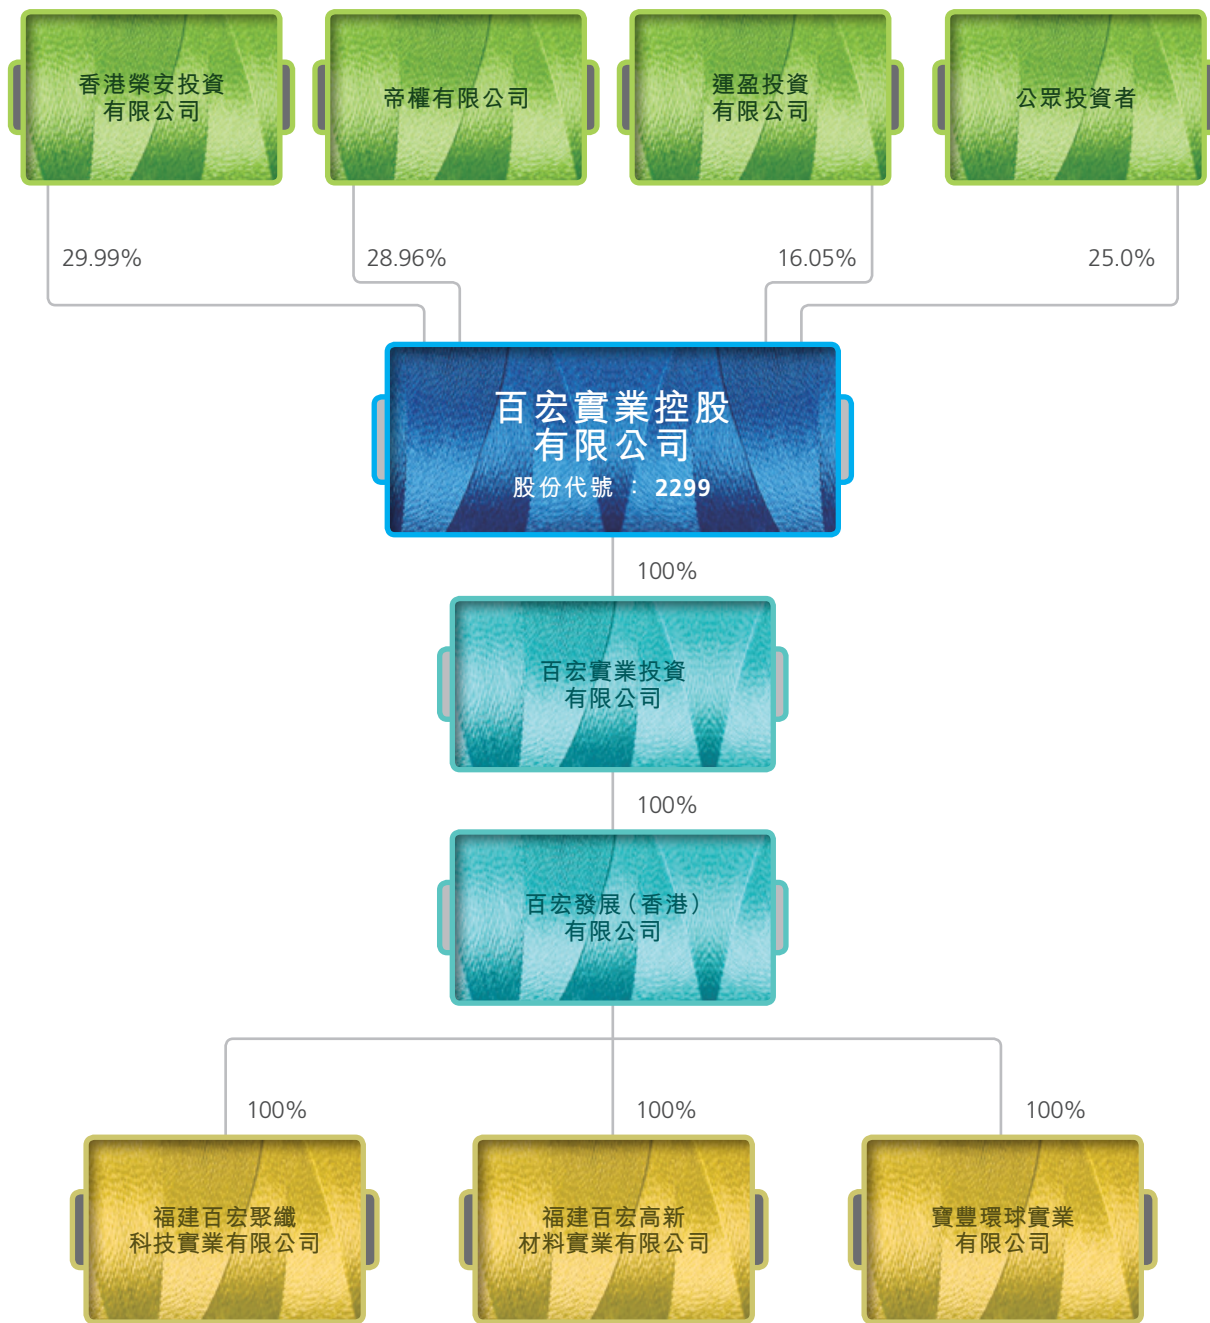 香港榮安投資
有限公司
帝權有限公司
運盈投資
有限公司
公眾投資者
29.99%
28.96%
16.05%
25.0%
百宏實業控股
有限公司
股份代號 : 2299
100%
百宏實業投資
有限公司
100%
百宏發展(香港)
有限公司
100%
100%
100%
福建百宏聚纖
科技實業有限公司
福建百宏高新
材料實業有限公司
寶豐環球實業
有限公司